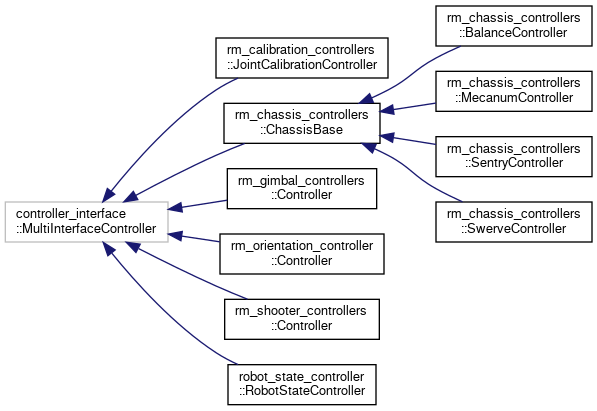 rm_calibration_controllers
::JointCalibrationController
rm_chassis_controllers
::ChassisBase
rm_gimbal_controllers
::Controller
rm_orientation_controller
::Controller
rm_shooter_controllers
::Controller
robot_state_controller
::RobotStateController
controller_interface
::MultiInterfaceController
rm_chassis_controllers
::BalanceController
rm_chassis_controllers
::MecanumController
rm_chassis_controllers
::SentryController
rm_chassis_controllers
::SwerveController